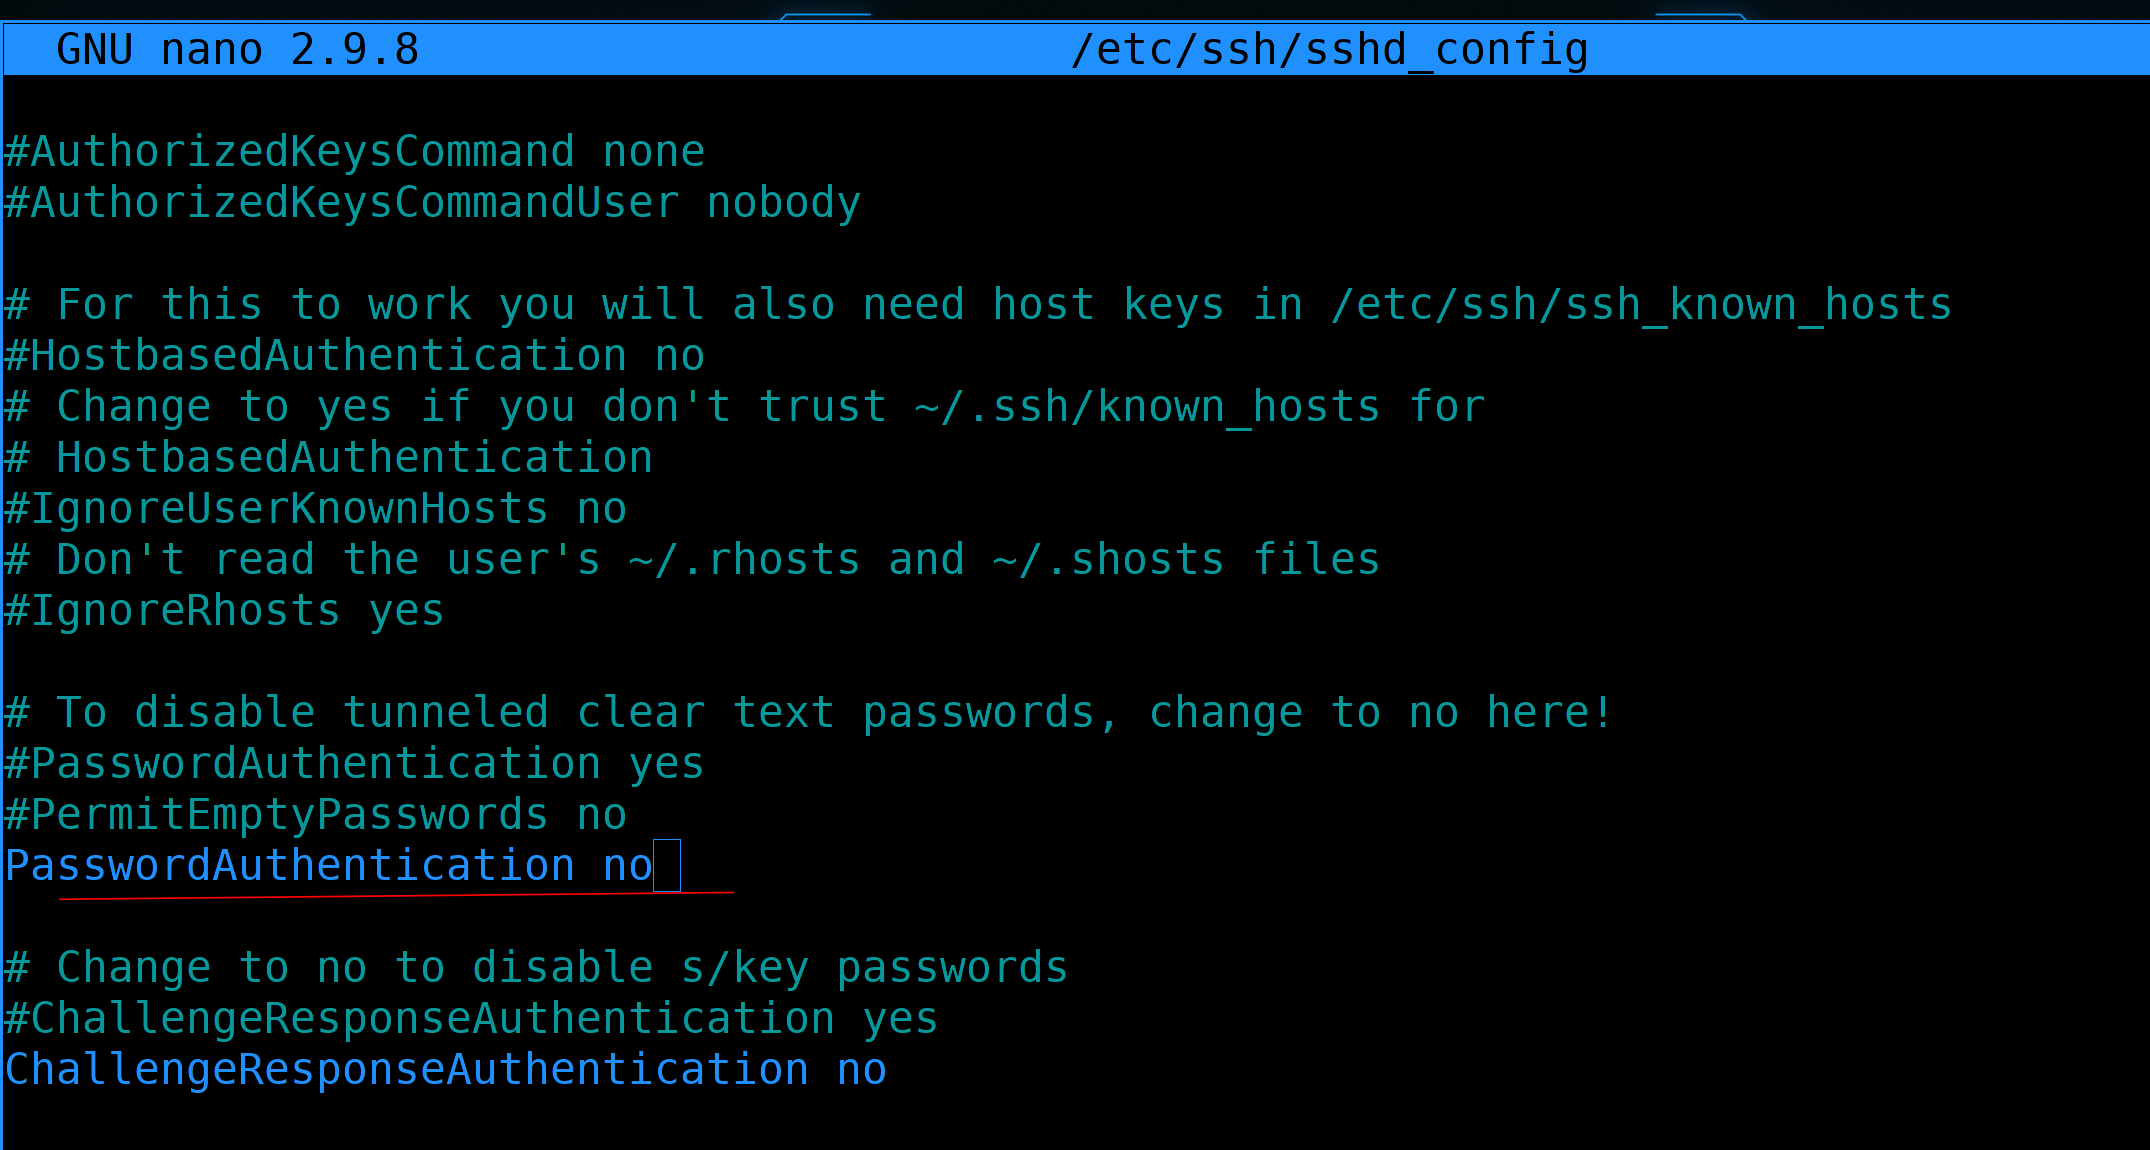 GNU nano 2.9.8 /etc/ssh/sshd_config
#AuthorizedKeysCommand none
#AuthorizedKeysCommandUser nobody
# For this to work you will also need host keys in /etc/ssh/ssh_known_hosts
#HostbasedAuthentication no
# Change to yes if you don't trust ~/.ssh/known_hosts for
# HostbasedAuthentication
#IgnoreUserKnownHosts no
# Don't read the user's ~/.rhosts and ~/.shosts files
#IgnoreRhosts yes
# To disable tunneled clear text passwords, change to no here!
#PasswordAuthentication yes
#PermitEmptyPasswords no
PasswordAuthentication no
# Change to no to disable s/key passwords
#ChallengeResponseAuthentication yes
ChallengeResponseAuthentication no